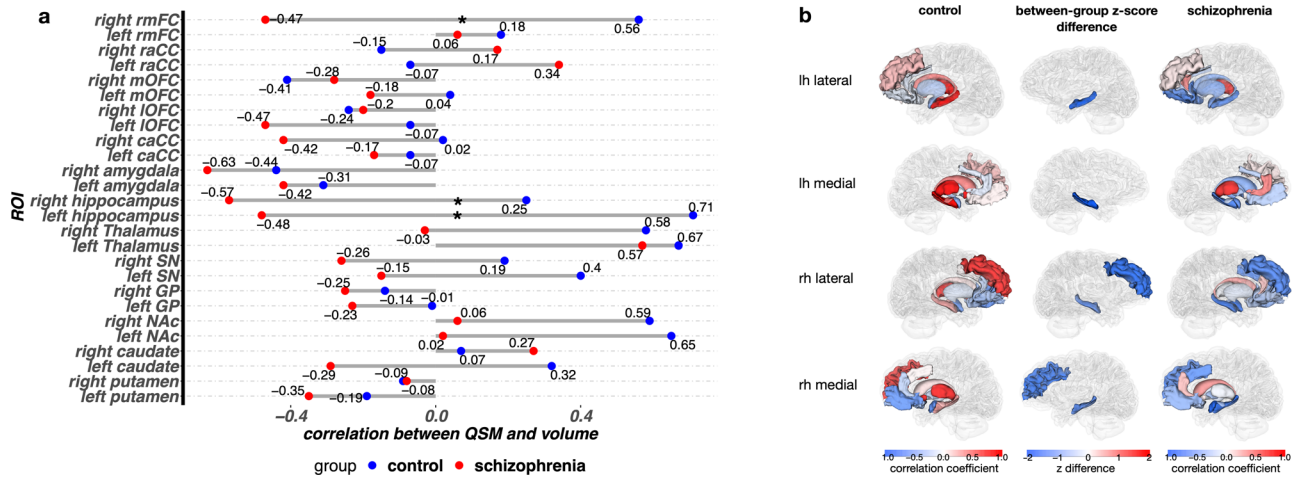 a
ROI
right rmFC
−0.47
*
0.56
left rmFC
0.06
0.18
right raCC
−0.15
0.17
left raCC
−0.07
0.34
right mOFC
−0.41
−0.28
left mOFC
−0.18
0.04
right lOFC
−0.24
−0.2
left lOFC
−0.47
−0.07
right caCC
−0.42
0.02
left caCC
−0.17
−0.07
right amygdala
−0.63
−0.44
left amygdala
−0.42
−0.31
right hippocampus
−0.57
*
0.25
left hippocampus
−0.48
*
0.71
right Thalamus
−0.03
0.58
left Thalamus
0.57
0.67
right SN
−0.26
0.19
left SN
−0.15
0.4
right GP
−0.25
−0.14
left GP
−0.23
−0.01
right NAc
0.06
0.59
left NAc
0.02
0.65
right caudate
0.07
0.27
left caudate
−0.29
0.32
right putamen
−0.09
−0.08
left putamen
−0.35
−0.19
−0.4 0.0 0.4
correlation between QSM and volume
group control schizophrenia
b
control
between-group z-score
difference
schizophrenia
lh lateral
lh medial
rh lateral
rh medial
1.0 −0.5 0.0 0.5 1.0
correlation coefficient
−2 −1 0 1 2
z difference
1.0 −0.5 0.0 0.5 1.0
correlation coefficient